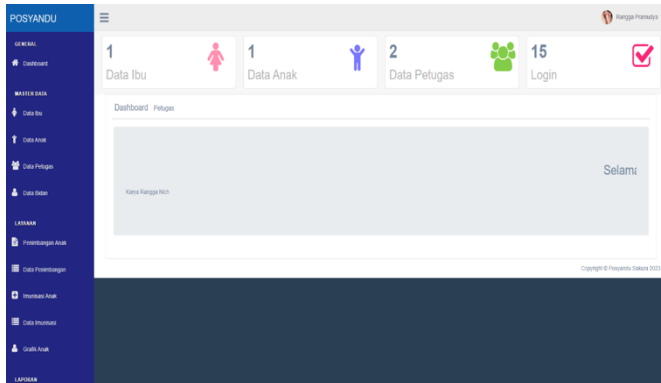 POSYANDU
Rangga Pramudya
GENERAL
Dashboard
MASTER DATA
Data Ibu
Data Anak
Data Petugas
Data Bidan
LAYANAN
Penimbangan Anak
Data Penimbangan
Imunisasi Anak
Data Imunisasi
Grafik Anak
LAPORAN
1
Data Ibu
1
Data Anak
2
Data Petugas
15
Login
Dashboard Petugas
Selama
Karya Rangga Nich
Copyright © Posyandu Sakura 2023